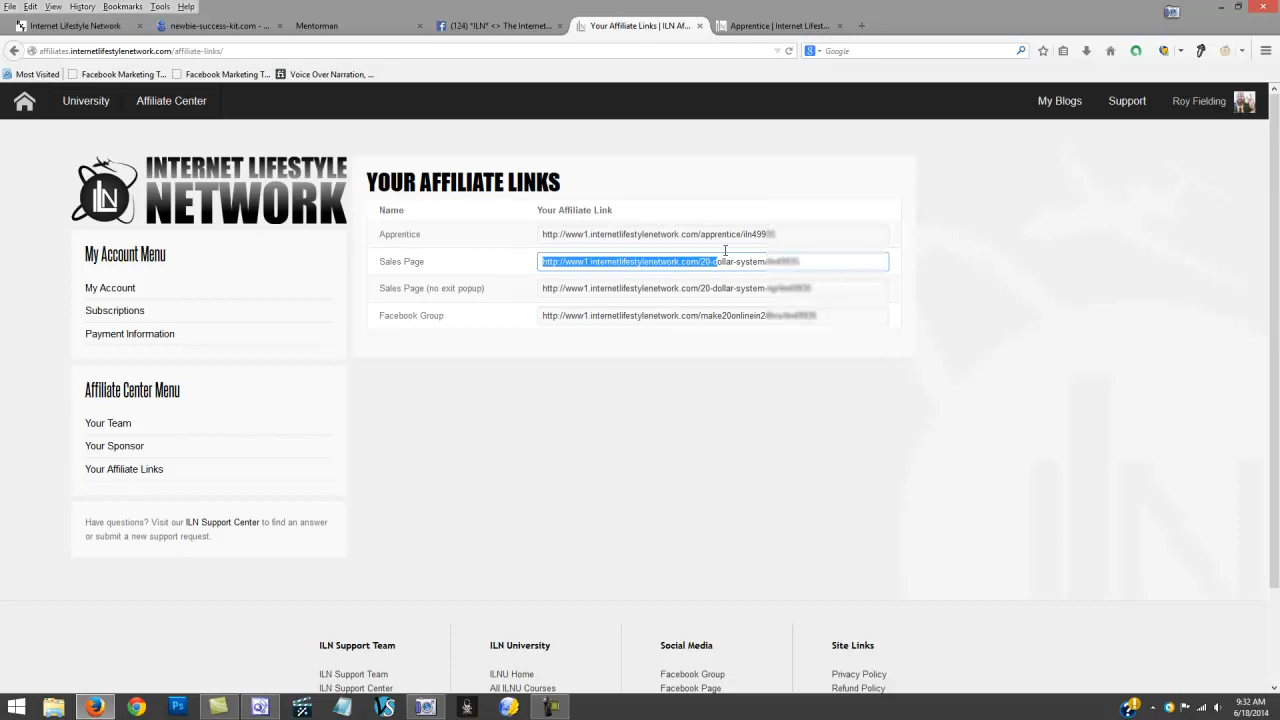 File Edit View History Bookmarks Tools Help
Internet Lifestyle Network
newbie-success-kit.com - ...
Mentorman
(124) *ILN* <> The Internet...
Your Affiliate Links | ILN Af...
Apprentice | Internet Lifest...
affiliates.internetlifestylenetwork.com/affiliate-links/
Google
Most Visited
Facebook Marketing T...
Facebook Marketing T...
Voice Over Narration, ...
University
Affiliate Center
My Blogs
Support
Roy Fielding
INTERNET LIFESTYLE
NETWORK
ILN
YOUR AFFILIATE LINKS
Name
Your Affiliate Link
Apprentice
http://www1.internetlifestylenetwork.com/apprentice/iln499
Sales Page
http://www1.internetlifestylenetwork.com/20-dollar-system
Sales Page (no exit popup)
http://www1.internetlifestylenetwork.com/20-dollar-system
Facebook Group
http://www1.internetlifestylenetwork.com/make20onlinein2
My Account Menu
My Account
Subscriptions
Payment Information
Affiliate Center Menu
Your Team
Your Sponsor
Your Affiliate Links
Have questions? Visit our ILN Support Center to find an answer
or submit a new support request.
ILN Support Team
ILN Support Team
ILN Support Center
ILN University
ILNU Home
All ILNU Courses
Social Media
Facebook Group
Facebook Page
Site Links
Privacy Policy
Refund Policy
9:32 AM
6/18/2014